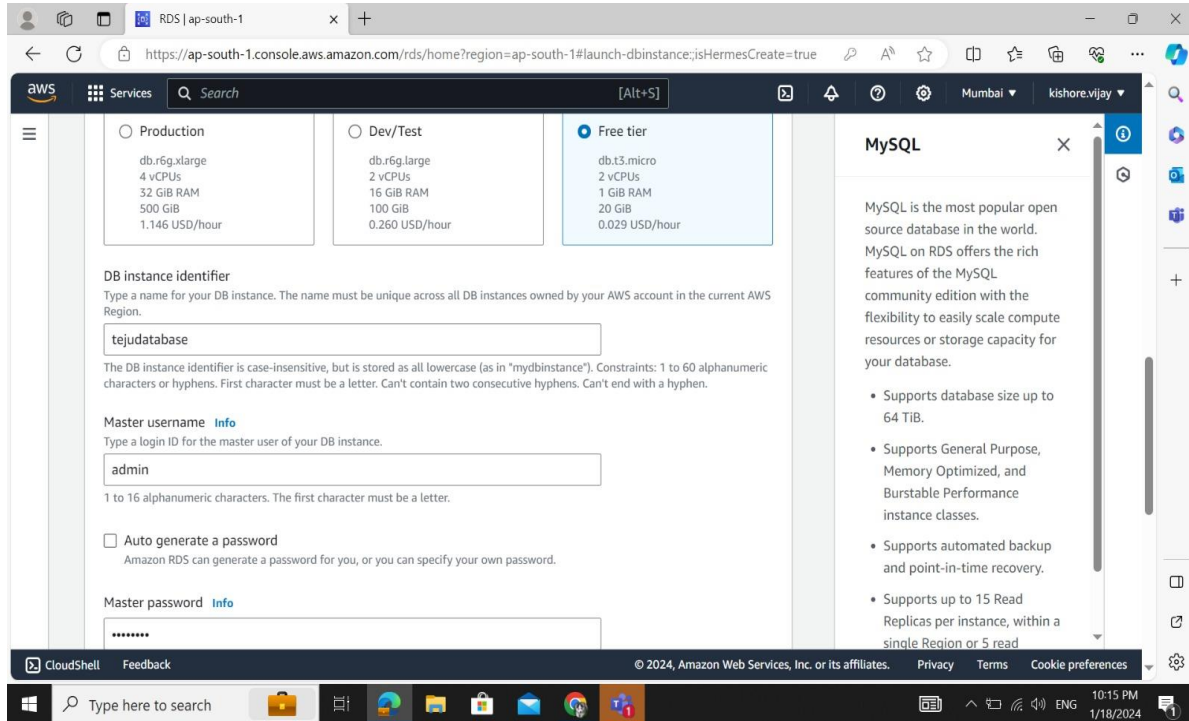 RDS | ap-south-1
https://ap-south-1.console.aws.amazon.com/rds/home?region=ap-south-1#launch-dbinstance:;isHermesCreate=true
aws
Services
Search
[Alt+S]
Mumbai
kishore.vijay
Production
db.r6g.xlarge
4 vCPUs
32 GiB RAM
500 GiB
1.146 USD/hour
Dev/Test
db.r6g.large
2 vCPUs
16 GiB RAM
100 GiB
0.260 USD/hour
Free tier
db.t3.micro
2 vCPUs
1 GiB RAM
20 GiB
0.029 USD/hour
DB instance identifier
Type a name for your DB instance. The name must be unique across all DB instances owned by your AWS account in the current AWS
Region.
tejudatabase
The DB instance identifier is case-insensitive, but is stored as all lowercase (as in "mydbinstance"). Constraints: 1 to 60 alphanumeric
characters or hyphens. First character must be a letter. Can't contain two consecutive hyphens. Can't end with a hyphen.
Master username Info
Type a login ID for the master user of your DB instance.
admin
1 to 16 alphanumeric characters. The first character must be a letter.
Auto generate a password
Amazon RDS can generate a password for you, or you can specify your own password.
Master password Info
••••••••
MySQL
MySQL is the most popular open
source database in the world.
MySQL on RDS offers the rich
features of the MySQL
community edition with the
flexibility to easily scale compute
resources or storage capacity for
your database.
• Supports database size up to
64 TiB.
• Supports General Purpose,
Memory Optimized, and
Burstable Performance
instance classes.
• Supports automated backup
and point-in-time recovery.
• Supports up to 15 Read
Replicas per instance, within a
single Region or 5 read
CloudShell
Feedback
© 2024, Amazon Web Services, Inc. or its affiliates.
Privacy
Terms
Cookie preferences
Type here to search
ENG
10:15 PM
1/18/2024